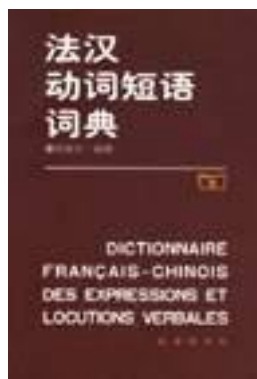 法汉
动词短语
词典
DICTIONNAIRE
FRANÇAIS-CHINOIS
DES EXPRESSIONS ET
LOCUTIONS VERBALES